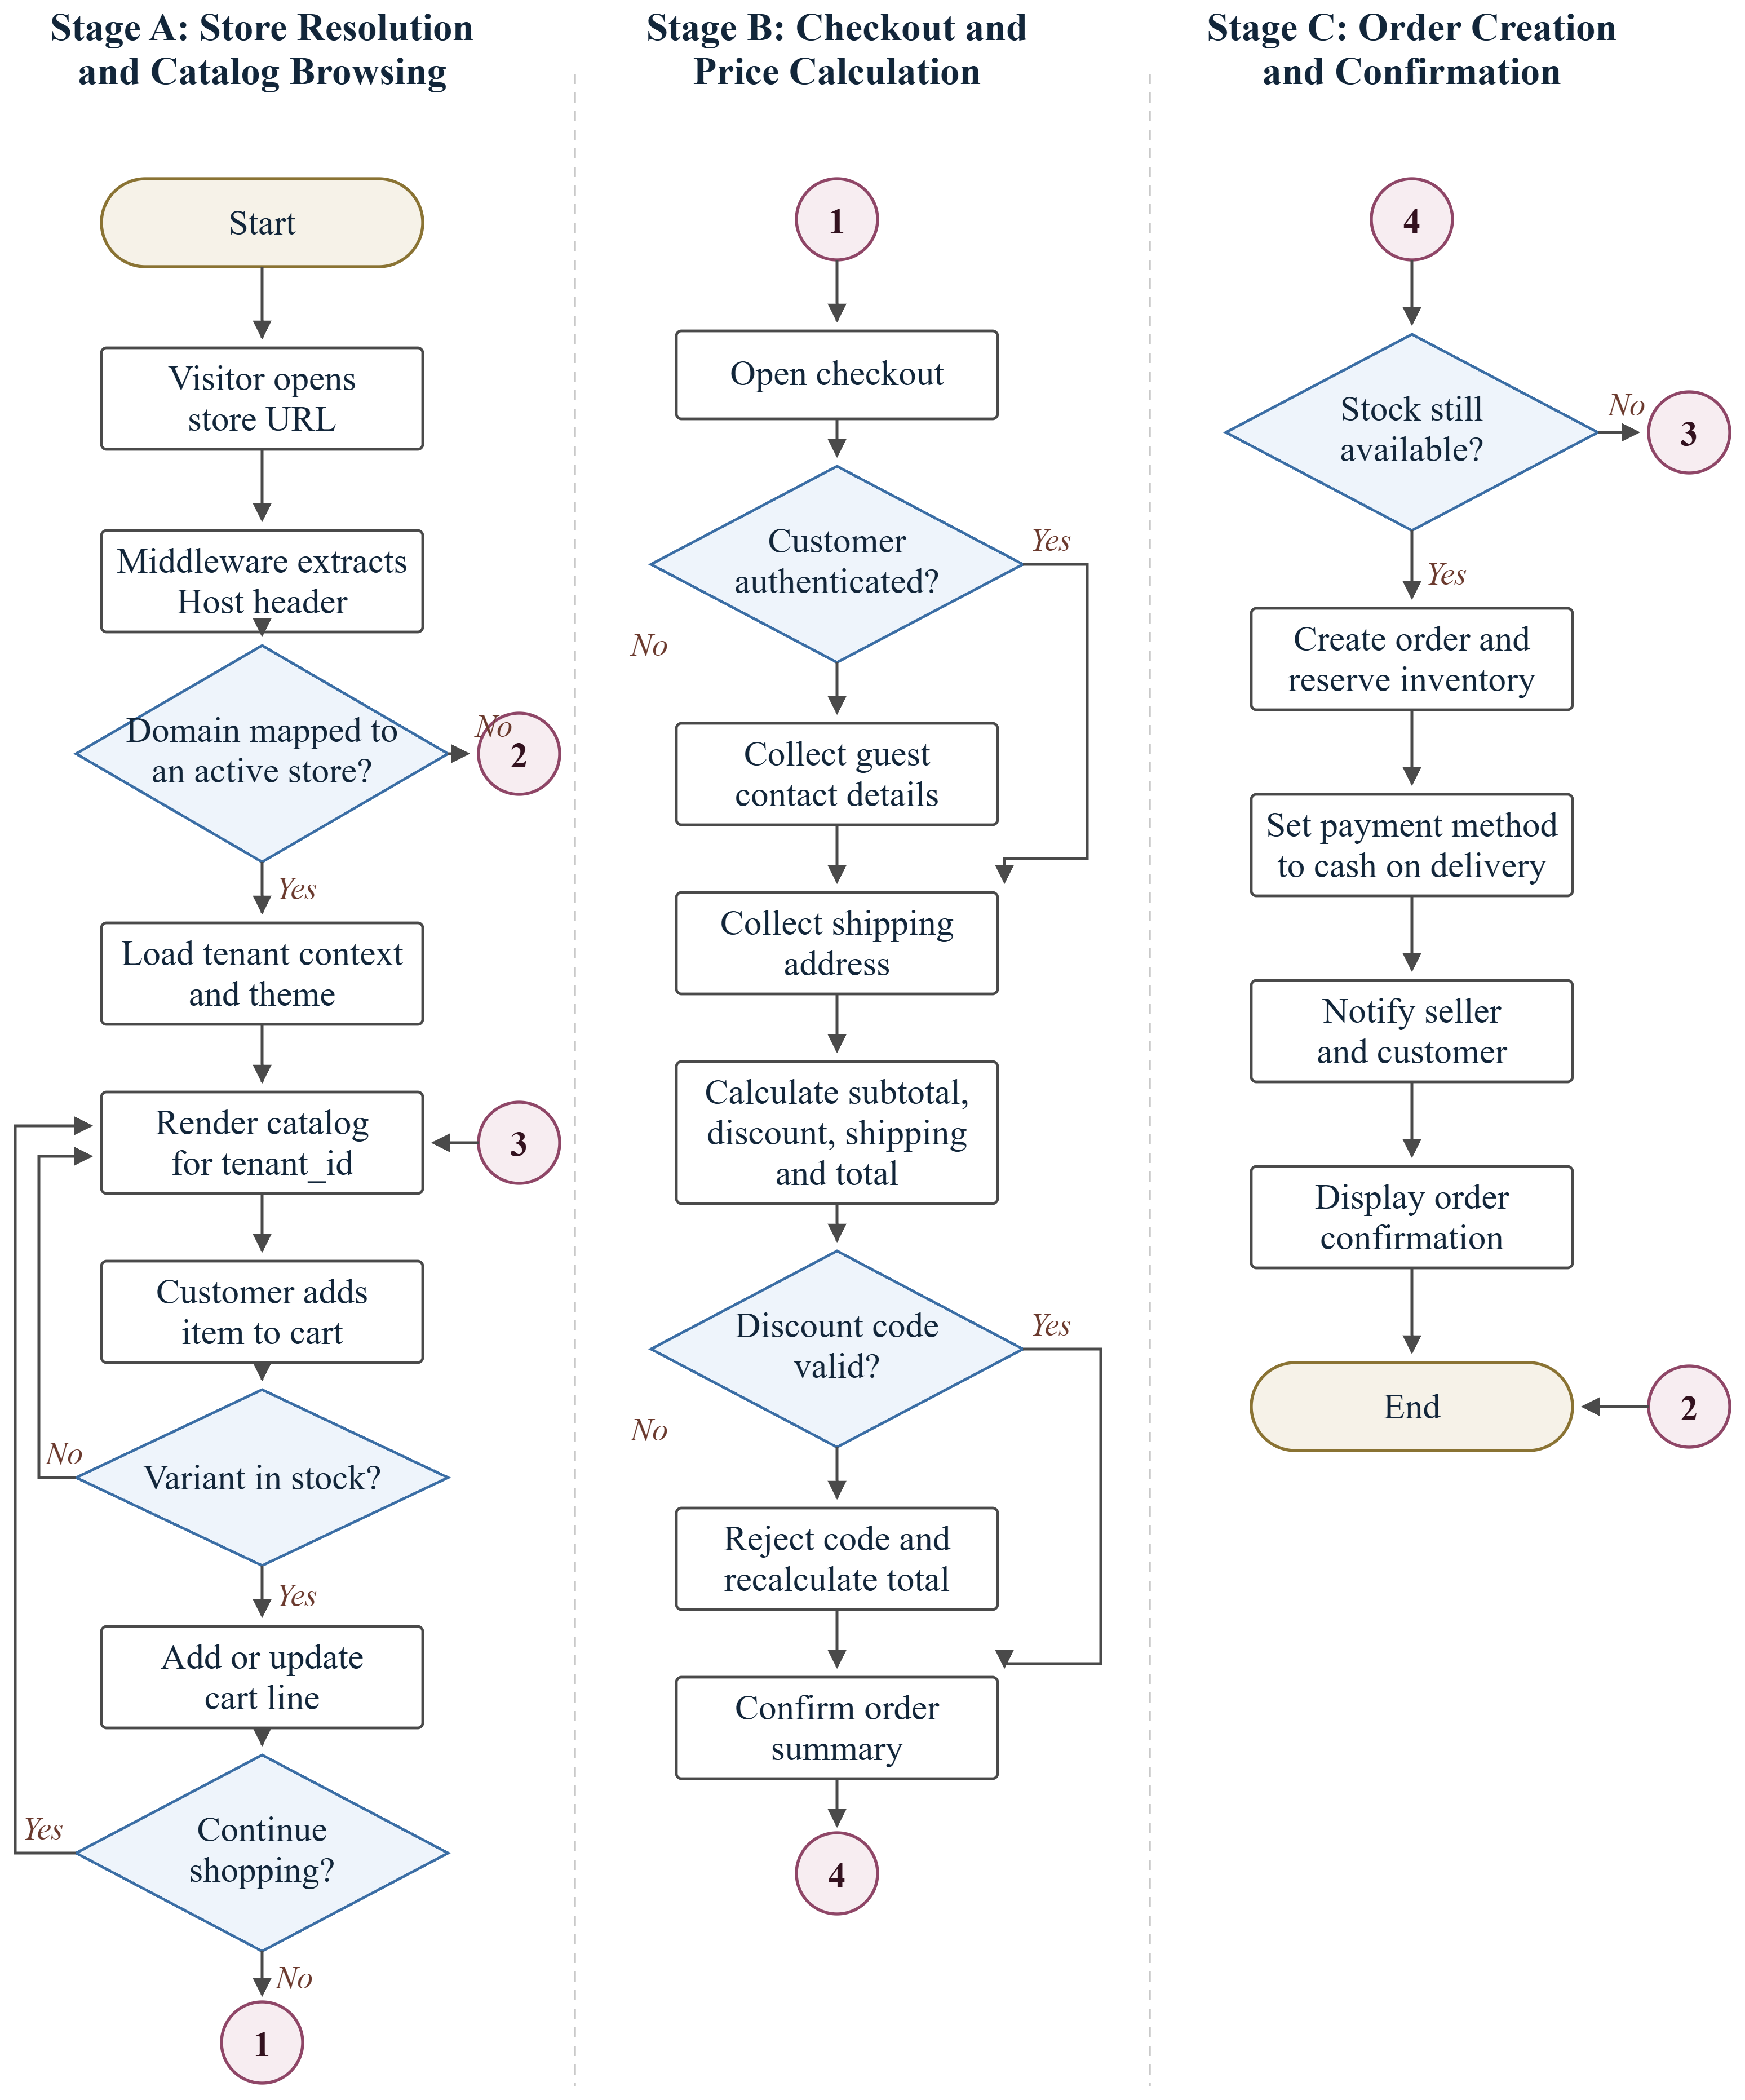 Stage A: Store Resolution
and Catalog Browsing
Start
Visitor opens
store URL
Middleware extracts
Host header
Domain mapped to
an active store?
No
2
Yes
Load tenant context
and theme
Render catalog
for tenant_id
3
Customer adds
item to cart
Variant in stock?
No
Yes
Add or update
cart line
Continue
shopping?
Yes
No
1
Stage B: Checkout and
Price Calculation
1
Open checkout
Customer
authenticated?
Yes
No
Collect guest
contact details
Collect shipping
address
Calculate subtotal,
discount, shipping
and total
Discount code
valid?
Yes
No
Reject code and
recalculate total
Confirm order
summary
4
Stage C: Order Creation
and Confirmation
4
Stock still
available?
No
3
Yes
Create order and
reserve inventory
Set payment method
to cash on delivery
Notify seller
and customer
Display order
confirmation
End
2